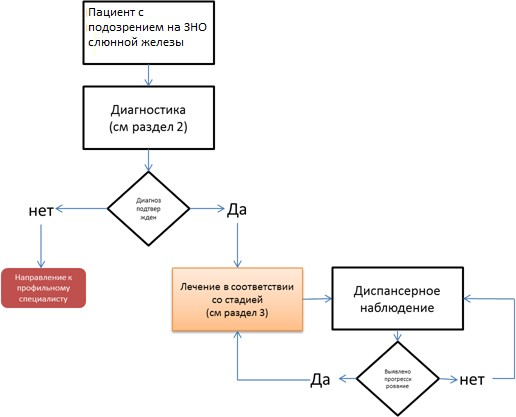 Пациент с
подозрением на ЗНО
слюнной железы
Диагностика
(см раздел 2)
Диагноз
подтвер
жден
нет
Да
Направление к
профильному
специалисту
Лечение в соответствии
со стадией
(см раздел 3)
Диспансерное
наблюдение
Выявлено
прогресси
рование
Да
нет